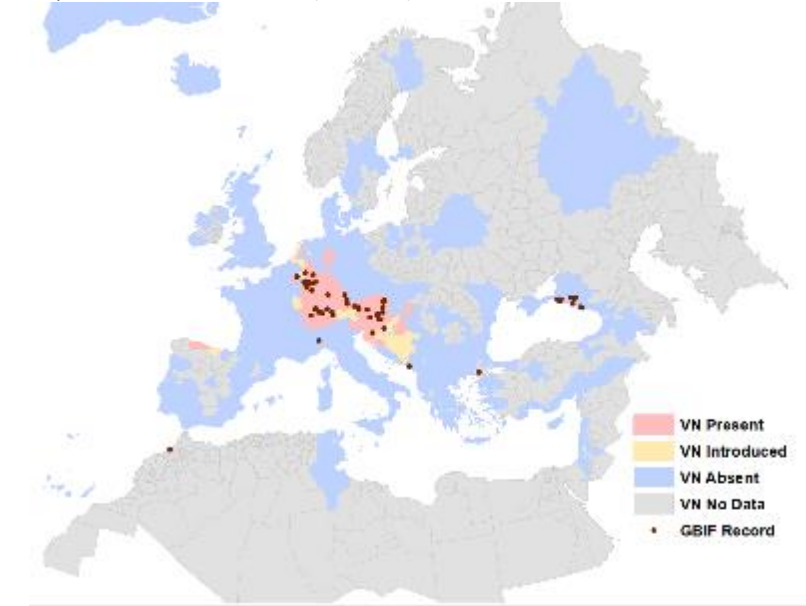 VN Present
VN Introduced
VN Absent
VN No Data
GBIF Record